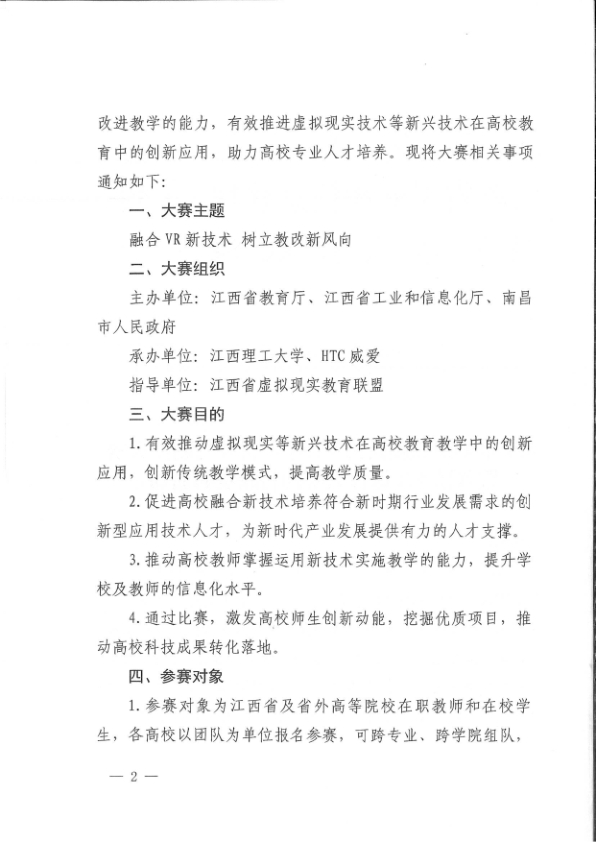 改进教学的能力，有效推进虚拟现实技术等新兴技术在高校教
育中的创新应用，助力高校专业人才培养。现将大赛相关事项
通知如下：
一、大赛主题
融合 VR 新技术 树立教改新风向
二、大赛组织
主办单位：江西省教育厅、江西省工业和信息化厅、南昌
市人民政府
承办单位：江西理工大学、HTC 威爱
指导单位：江西省虚拟现实教育联盟
三、大赛目的
1.有效推动虚拟现实等新兴技术在高校教育教学中的创新
应用，创新传统教学模式，提高教学质量。
2.促进高校融合新技术培养符合新时期行业发展需求的创
新型应用技术人才，为新时代产业发展提供有力的人才支撑。
3.推动高校教师掌握运用新技术实施教学的能力，提升学
校及教师的信息化水平。
4.通过比赛，激发高校师生创新动能，挖掘优质项目，推
动高校科技成果转化落地。
四、参赛对象
1.参赛对象为江西省及省外高等院校在职教师和在校学
生，各高校以团队为单位报名参赛，可跨专业、跨学院组队，
— 2 —